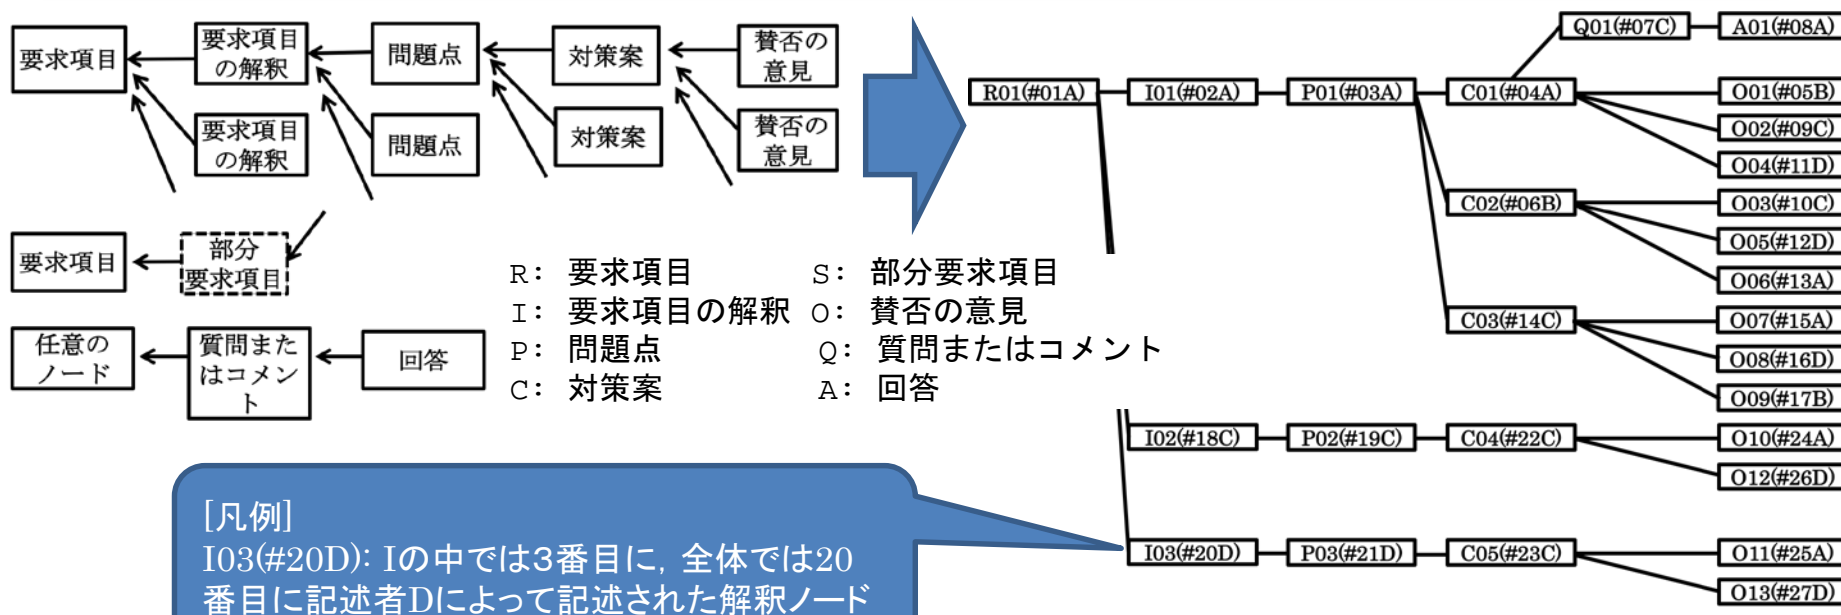 要求項目
要求項目
の解釈
問題点
対策案
賛否の
意見
要求項目
の解釈
問題点
対策案
賛否の
意見
要求項目
部分
要求項目
任意の
ノード
質問また
はコメン
ト
回答
R: 要求項目 S: 部分要求項目
I: 要求項目の解釈 O: 賛否の意見
P: 問題点 Q: 質問またはコメント
C: 対策案 A: 回答
Q01(#07C) A01(#08A)
R01(#01A) I01(#02A) P01(#03A) C01(#04A) O01(#05B)
O02(#09C)
O04(#11D)
C02(#06B) O03(#10C)
O05(#12D)
O06(#13A)
C03(#14C) O07(#15A)
O08(#16D)
O09(#17B)
I02(#18C) P02(#19C) C04(#22C) O10(#24A)
O12(#26D)
I03(#20D) P03(#21D) C05(#23C) O11(#25A)
O13(#27D)
[凡例]
I03(#20D): Iの中では3番目に, 全体では20
番目に記述者Dによって記述された解釈ノード